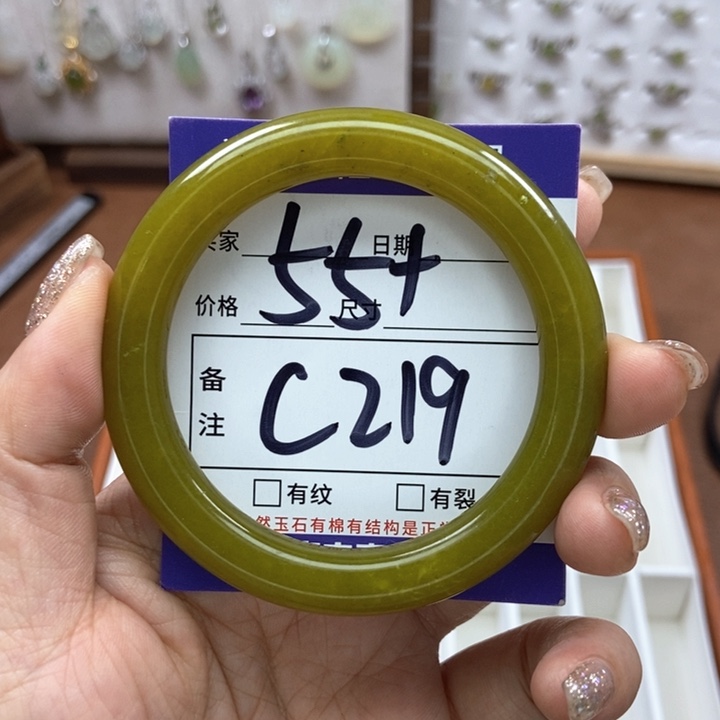 家 日期
55+
价格 尺寸
备注
C219
□有纹 □有裂
然玉石有棉有结构是正